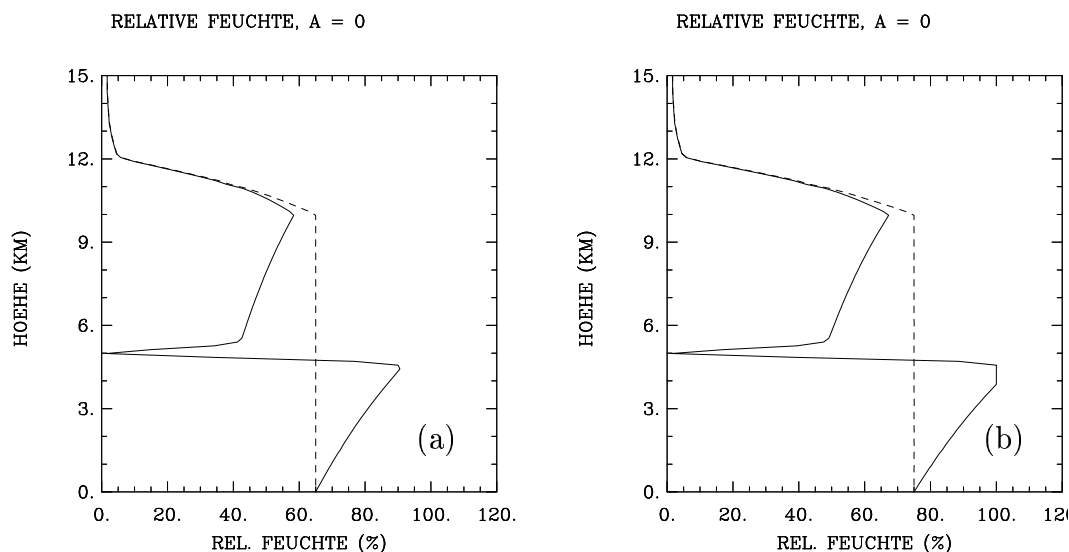 RELATIVE FEUCHTE, A = 0
15.
12.
9.
6.
3.
0.
HOEHE (KM)
(a)
0. 20. 40. 60. 80. 100. 120.
REL. FEUCHTE (%)
RELATIVE FEUCHTE, A = 0
15.
12.
9.
6.
3.
0.
HOEHE (KM)
(b)
0. 20. 40. 60. 80. 100. 120
REL. FEUCHTE (%)